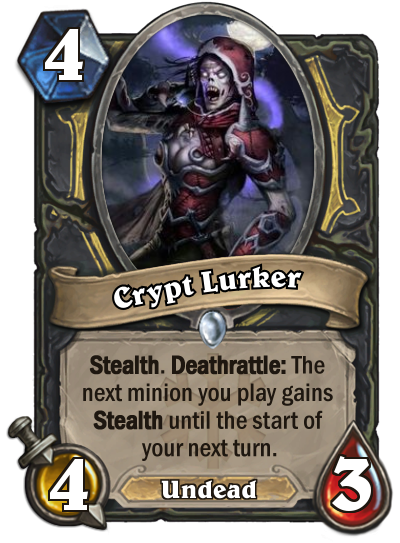 4
Crypt Lurker
Stealth. Deathrattle: The
next minion you play gains
Stealth until the start of
your next turn.
4
Undead
3